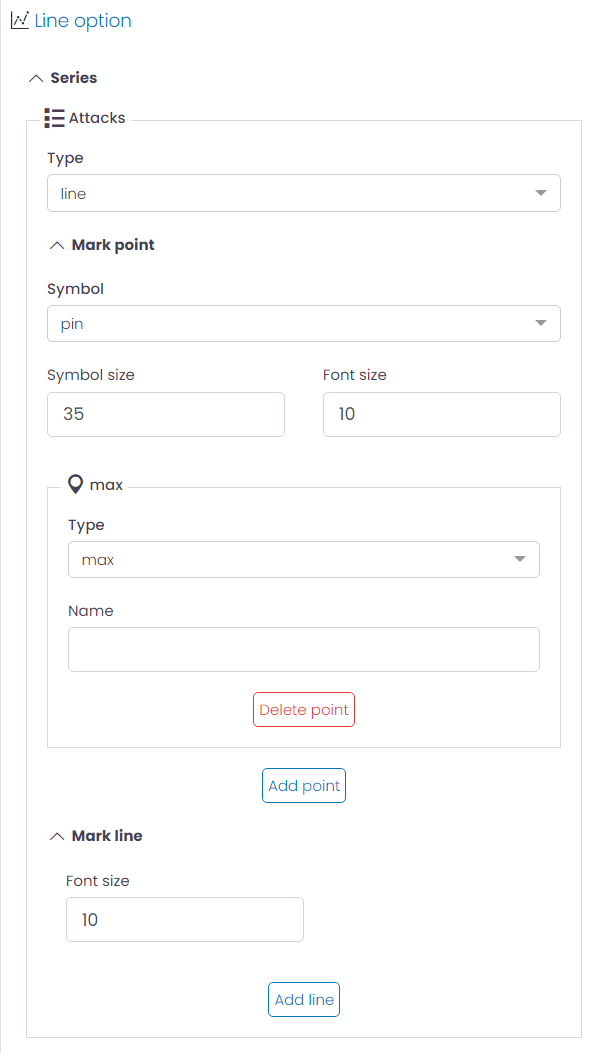 Line option
Series
Attacks
Type
line
Mark point
Symbol
pin
Symbol size Font size
35 10
max
Type
max
Name
Delete point
Add point
Mark line
Font size
10
Add line